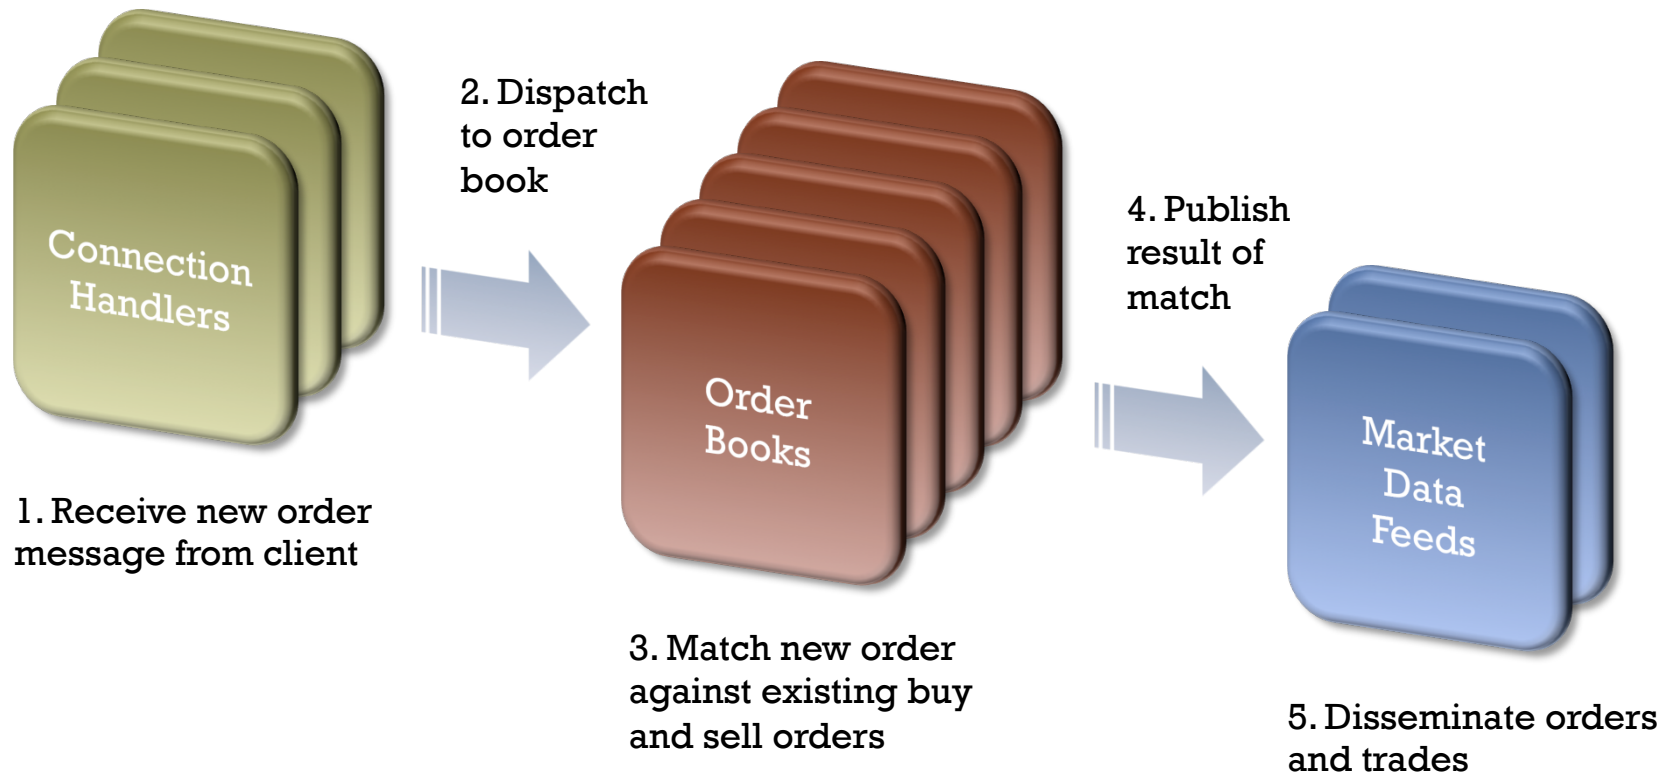 Connection
Handlers
1. Receive new order
message from client
2. Dispatch
to order
book
Order
Books
3. Match new order
against existing buy
and sell orders
4. Publish
result of
match
Market
Data
Feeds
5. Disseminate orders
and trades